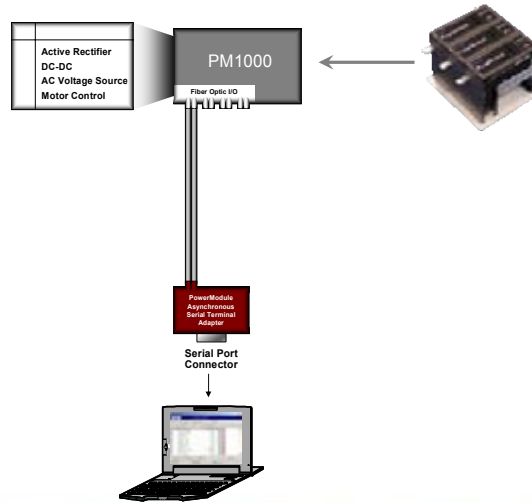 Active Rectifier
DC-DC
AC Voltage Source
Motor Control
PM1000
Fiber Optic I/O
PowerModule
Asynchronous
Serial Terminal
Adapter
Serial Port
Connector